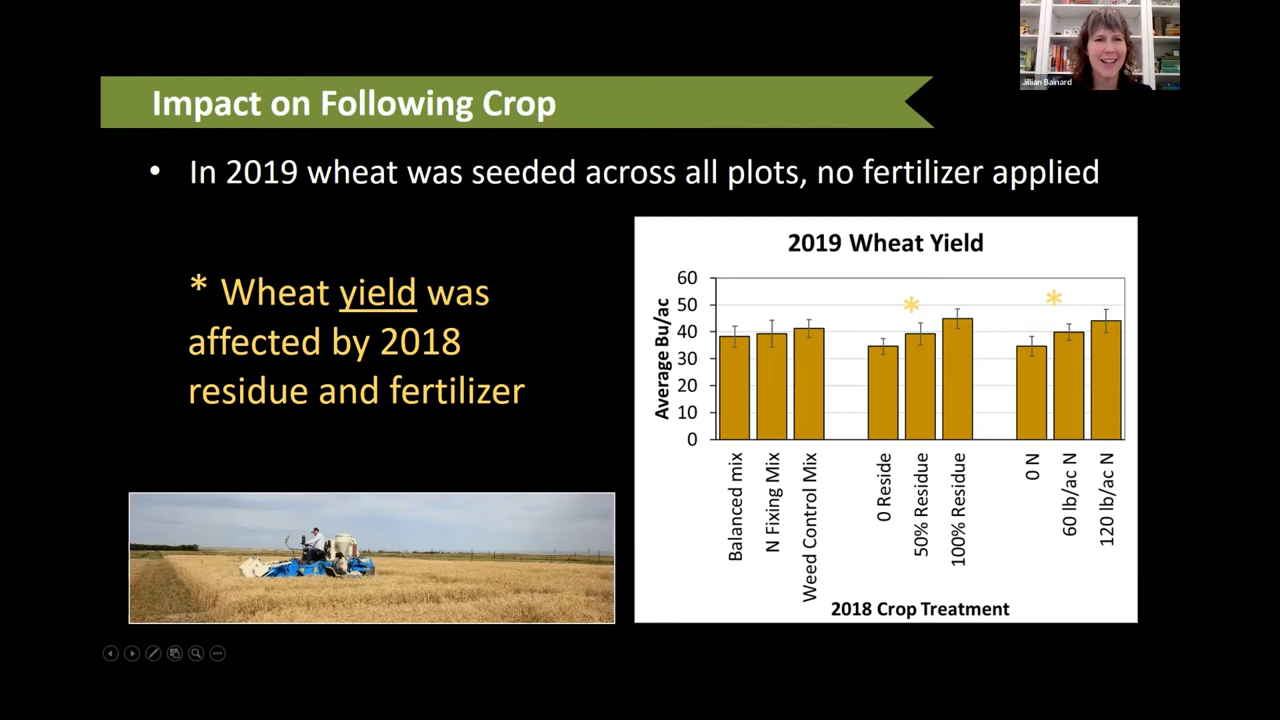 Jillian Bainard
Impact on Following Crop
• In 2019 wheat was seeded across all plots, no fertilizer applied
* Wheat yield was
affected by 2018
residue and fertilizer
2019 Wheat Yield
Average Bu/ac
60
50
40
30
20
10
0
*
*
Balanced mix
N Fixing Mix
Weed Control Mix
0 Reside
50% Residue
100% Residue
0 N
60 lb/ac N
120 lb/ac N
2018 Crop Treatment